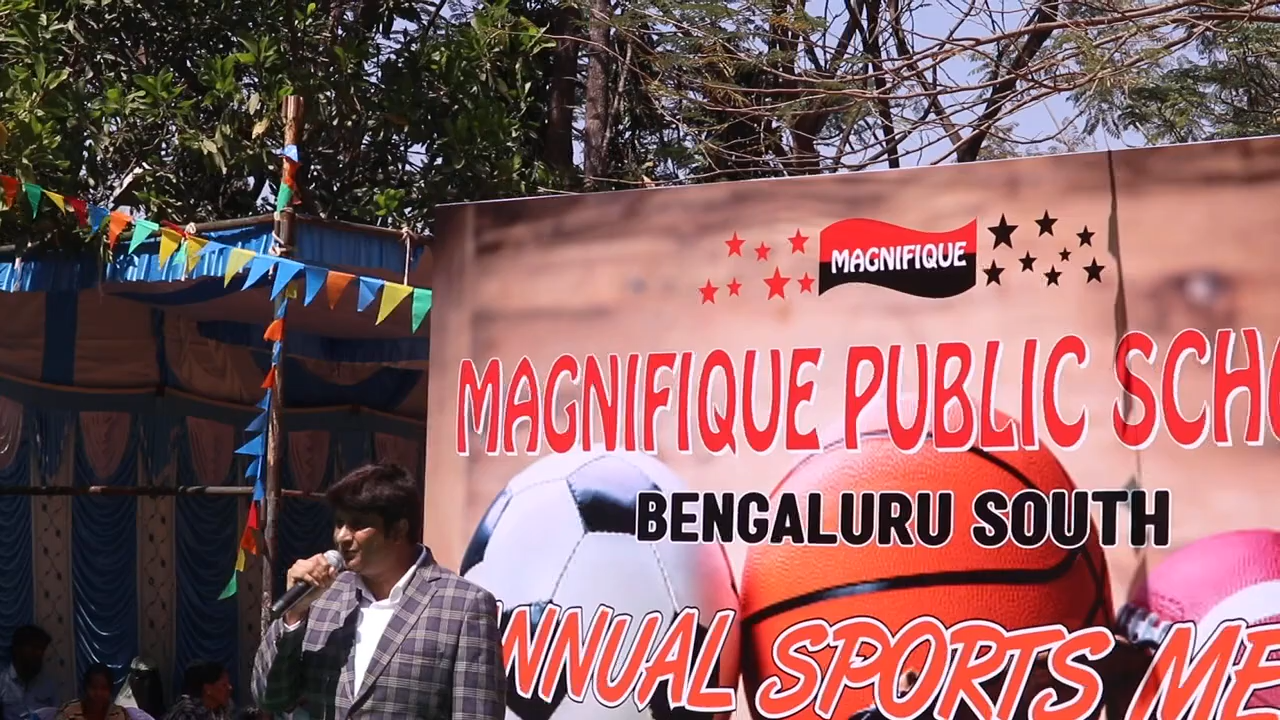 MAGNIFIQUE
MAGNIFIQUE PUBLIC SCHO
BENGALURU SOUTH
NNUAL SPORTS ME